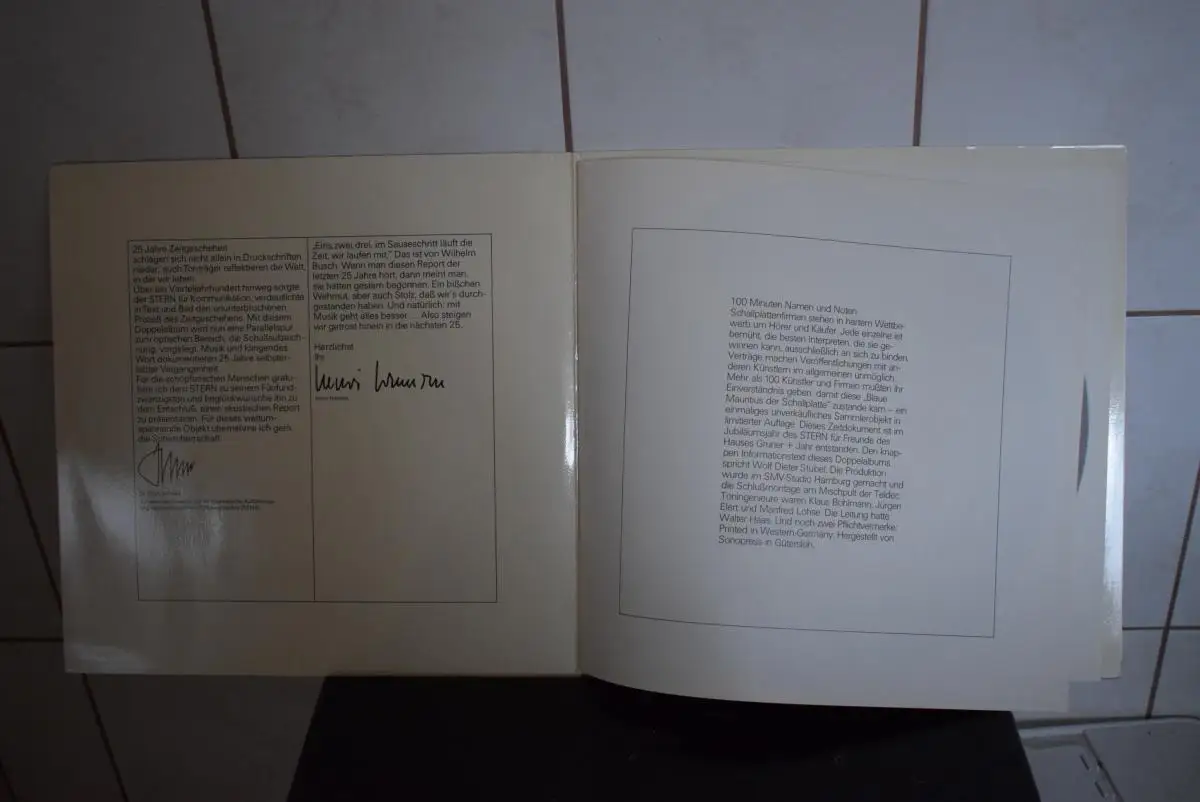 25 Jahre Zeitgeschehen
schlagen sich nicht allein in Druckschriften
nieder, auch Tonträger reflektieren die Welt,
in der wir leben.
Über ein Vierteljahrhundert hinweg sorgte
der STERN für Kommunikation, verdeutlichte
in Text und Bild den ununterbrochenen
Prozeß des Zeitgeschehens. Mit diesem
Doppelalbum wird nun eine Parallelspur
zum optischen Bereich, die Schallaufzeich-
nung, vorgelegt. Musik und klingendes
Wort dokumentieren 25 Jahre selbster-
lebter Vergangenheit.
Für die schöpferischen Menschen gratu-
liere ich dem STERN zu seinem Fünfund-
zwanzigsten und beglückwünsche ihn zu
dem Entschluß, einen akustischen Report
zu präsentieren. Für dieses weltum-
spannende Objekt übernehme ich gern
die Schirmherrschaft.
„Eins, zwei, drei, im Sauseschritt läuft die
Zeit, wir laufen mit.” Das ist von Wilhelm
Busch. Wenn man diesen Report der
letzten 25 Jahre hört, dann meint man,
sie hätten gestern begonnen. Ein bißchen
Wehmut, aber auch Stolz, daß wir's durch-
gestanden haben. Und natürlich: mit
Musik geht alles besser ... Also steigen
wir getrost hinein in die nächsten 25.
Herzlichst
Ihr
100 Minuten Namen und Noten
Schallplattenfirmen stehen in hartem Wettbe-
werb um Hörer und Käufer. Jede einzelne ist
bemüht, die besten Interpreten, die sie ge-
winnen kann, ausschließlich an sich zu binden.
Verträge machen Veröffentlichungen mit an-
deren Künstlern im allgemeinen unmöglich.
Mehr als 100 Künstler und Firmen mußten ihr
Einverständnis geben, damit diese „Blaue
Mauritius der Schallplatte” zustande kam – ein
einmaliges unverkäufliches Sammlerobjekt in
limitierter Auflage. Dieses Zeitdokument ist im
Jubiläumsjahr des STERN für Freunde des
Hauses Gruner + Jahr entstanden. Den knap-
pen Informationstext dieses Doppelalbums
spricht Wolf Dieter Stubel. Die Produktion
wurde im SMV-Studio Hamburg gemacht und
die Schlußmontage am Mischpult der Teldec.
Toningenieure waren Klaus Bohlmann, Jürgen
Elert und Manfred Lohse. Die Leitung hatte
Walter Haas. Und noch zwei Pflichtvermerke:
Printed in Western-Germany. Hergestellt von
Sonopress in Gütersloh.